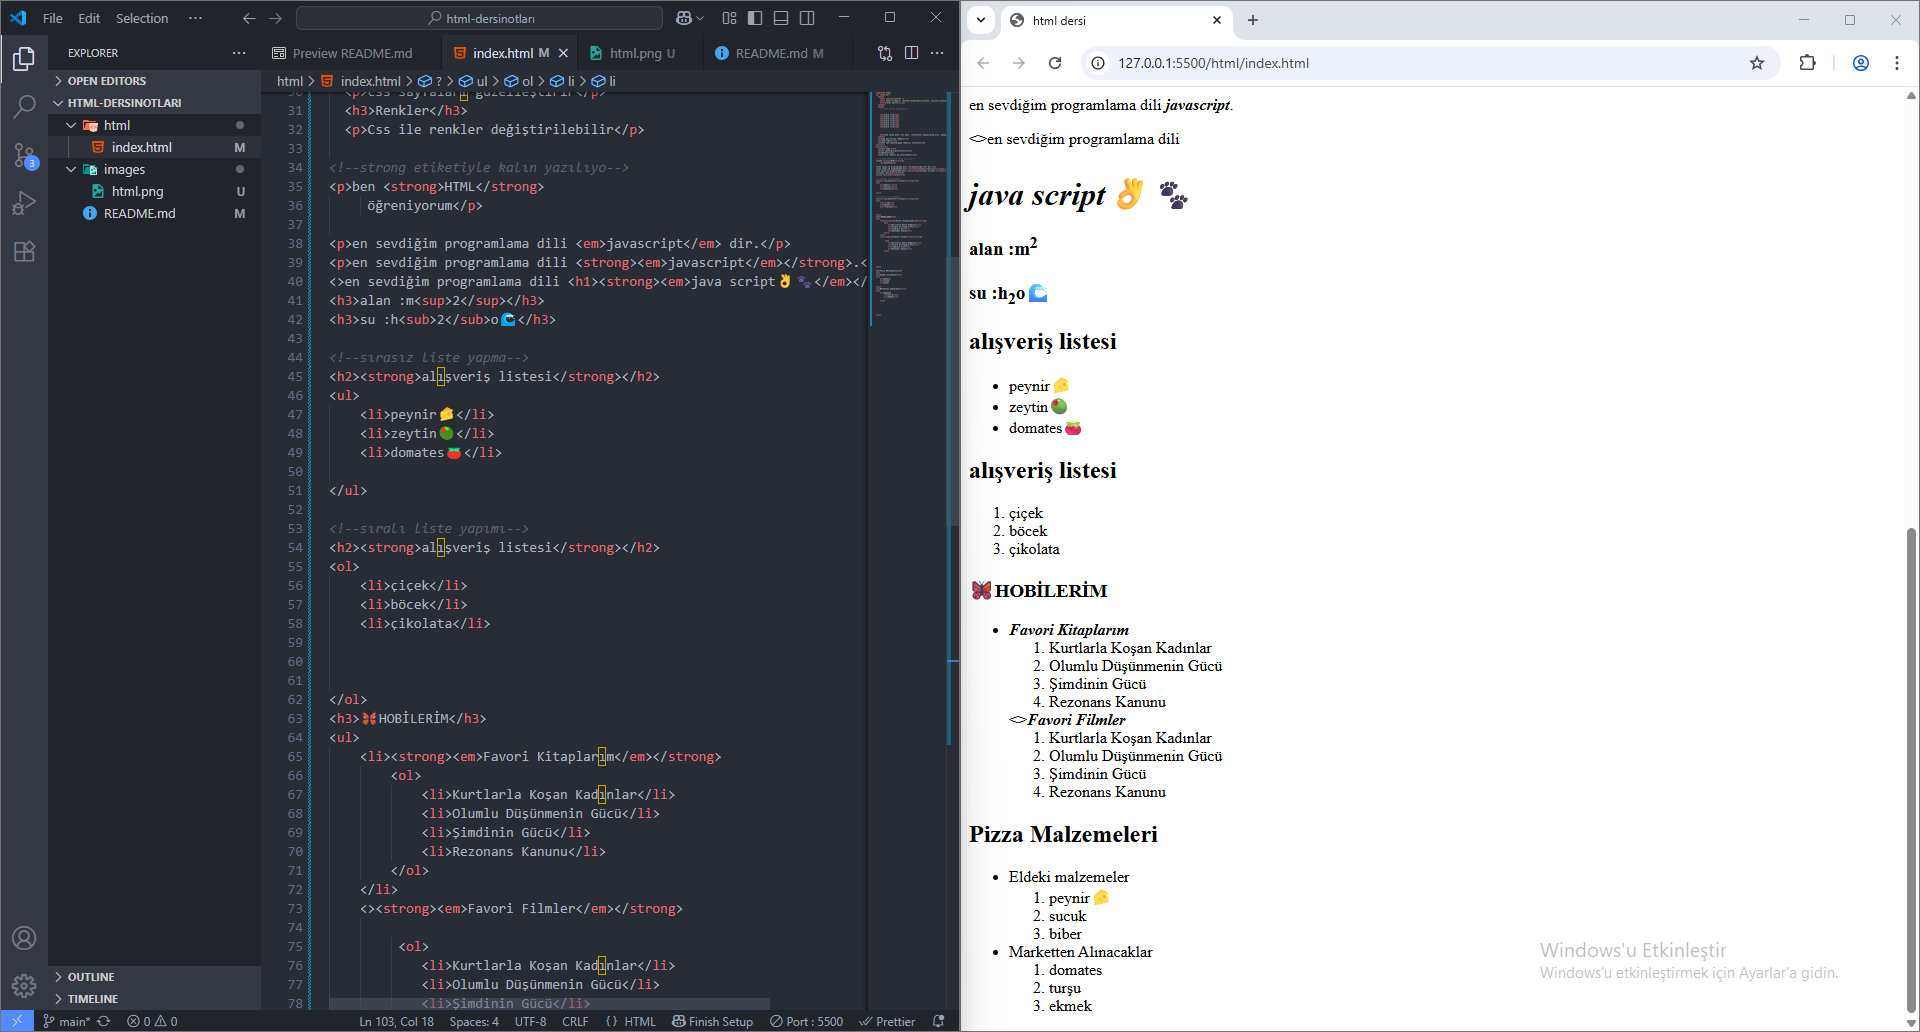 File Edit Selection ··· html-dersinotları
EXPLORER ···
OPEN EDITORS
HTML-DERSINOTLARI
html
index.html M
images
html.png U
README.md M
OUTLINE
TIMELINE
3
Preview README.md index.html M html.png U README.md M
html > index.html > ? > ul > ol > li > li
30 <p>Css sayfaları güzelleştirir</p>
31 <h3>Renkler</h3>
32 <p>Css ile renkler değiştirilebilir</p>
33
34 <!--strong etiketiyle kalın yazılıyo-->
35 <p>ben <strong>HTML</strong>
36 öğreniyorum</p>
37
38 <p>en sevdiğim programlama dili <em>javascript</em> dir.</p>
39 <p>en sevdiğim programlama dili <strong><em>javascript</em></strong>.<
40 <>en sevdiğim programlama dili <h1><strong><em>java script👌 🐾</em></
41 <h3>alan :m<sup>2</sup></h3>
42 <h3>su :h<sub>2</sub>o🌊</h3>
43
44 <!--sırasız liste yapma-->
45 <h2><strong>alışveriş listesi</strong></h2>
46 <ul>
47 <li>peynir🧀</li>
48 <li>zeytin🫒</li>
49 <li>domates🍅</li>
50
51 </ul>
52
53 <!--sıralı liste yapımı-->
54 <h2><strong>alışveriş listesi</strong></h2>
55 <ol>
56 <li>çiçek</li>
57 <li>böcek</li>
58 <li>çikolata</li>
59
60
61
62 </ol>
63 <h3>🦋HOBİLERİM</h3>
64 <ul>
65 <li><strong><em>Favori Kitaplarım</em></strong>
66 <ol>
67 <li>Kurtlarla Koşan Kadınlar</li>
68 <li>Olumlu Düşünmenin Gücü</li>
69 <li>Şimdinin Gücü</li>
70 <li>Rezonans Kanunu</li>
71 </ol>
72 </li>
73 <><strong><em>Favori Filmler</em></strong>
74
75 <ol>
76 <li>Kurtlarla Koşan Kadınlar</li>
77 <li>Olumlu Düşünmenin Gücü</li>
78 <li>Şimdinin Gücü</li>
main* 0 0 Ln 103, Col 18 Spaces: 4 UTF-8 CRLF {} HTML Finish Setup Port : 5500 Prettier
html dersi
127.0.0.1:5500/html/index.html
en sevdiğim programlama dili javascript.
<>en sevdiğim programlama dili
java script 👌 🐾
alan :m2
su :h2o🌊
alışveriş listesi
• peynir🧀
• zeytin🫒
• domates🍅
alışveriş listesi
1. çiçek
2. böcek
3. çikolata
🦋HOBİLERİM
• Favori Kitaplarım
1. Kurtlarla Koşan Kadınlar
2. Olumlu Düşünmenin Gücü
3. Şimdinin Gücü
4. Rezonans Kanunu
<>Favori Filmler
1. Kurtlarla Koşan Kadınlar
2. Olumlu Düşünmenin Gücü
3. Şimdinin Gücü
4. Rezonans Kanunu
Pizza Malzemeleri
• Eldeki malzemeler
1. peynir🧀
2. sucuk
3. biber
• Marketten Alınacaklar
1. domates
2. turşu
3. ekmek
Windows'u Etkinleştir
Windows'u etkinleştirmek için Ayarlar'a gidin.